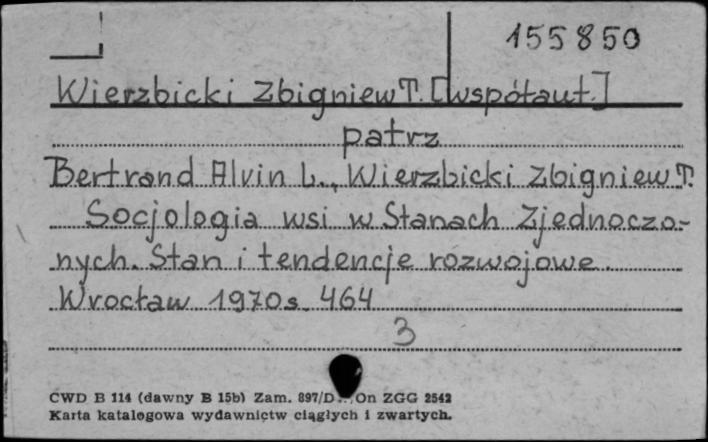 155850
Wierzbicki Zbigniew T. [współaut.]
patrz
Bertrand Alvin L., Wierzbicki Zbigniew T.
Socjologia wsi w Stanach Zjednoczo-
nych. Stan i tendencje rozwojowe.
Wrocław 1970 s. 464
3
CWD B 114 (dawny B 15b) Zam. 897/D On ZGG 2542
Karta katalogowa wydawnictw ciągłych i zwartych.